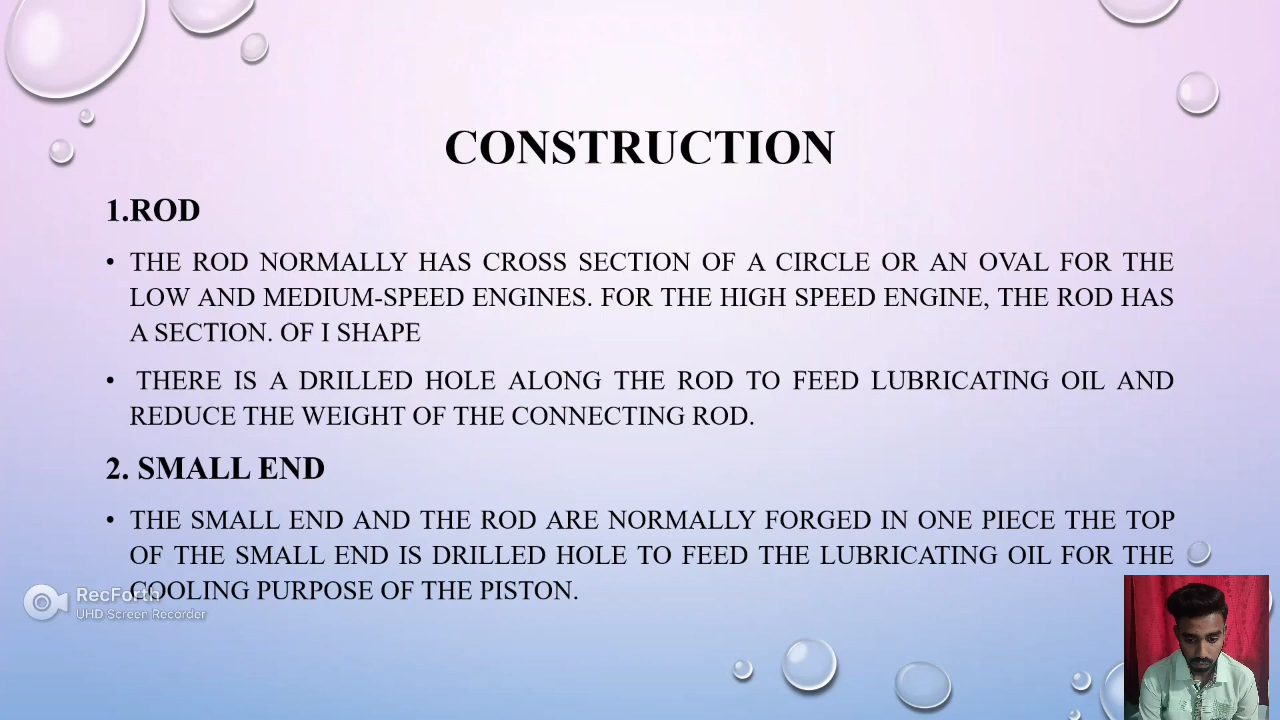 CONSTRUCTION
1.ROD
• THE ROD NORMALLY HAS CROSS SECTION OF A CIRCLE OR AN OVAL FOR THE
LOW AND MEDIUM-SPEED ENGINES. FOR THE HIGH SPEED ENGINE, THE ROD HAS
A SECTION. OF I SHAPE
• THERE IS A DRILLED HOLE ALONG THE ROD TO FEED LUBRICATING OIL AND
REDUCE THE WEIGHT OF THE CONNECTING ROD.
2. SMALL END
• THE SMALL END AND THE ROD ARE NORMALLY FORGED IN ONE PIECE THE TOP
OF THE SMALL END IS DRILLED HOLE TO FEED THE LUBRICATING OIL FOR THE
COOLING PURPOSE OF THE PISTON.
RecForth
UHD Screen Recorder